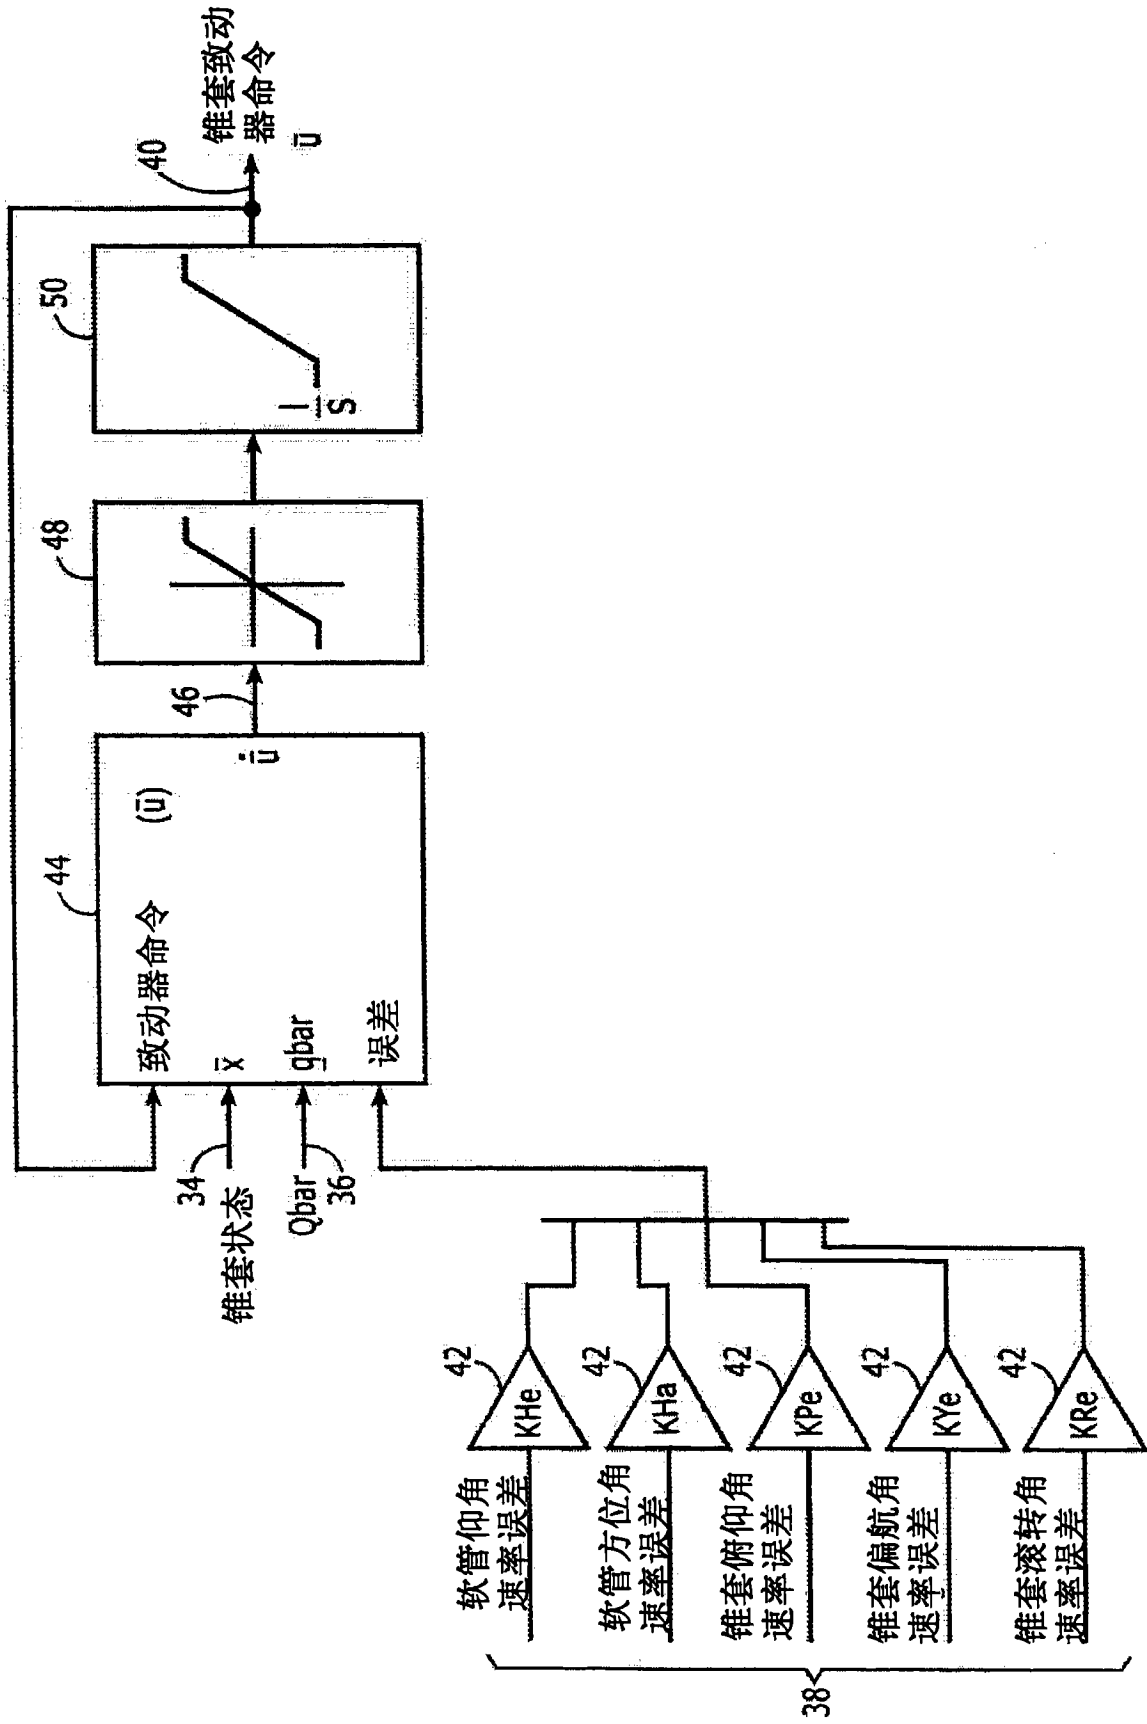 软管仰角
速率误差
软管方位角
速率误差
锥套俯仰角
速率误差
锥套偏航角
速率误差
锥套滚转角
速率误差
38
KHe
42
KHa
42
KPe
42
KYe
42
KRe
42
锥套状态
34
Qbar
36
44
致动器命令 (ū)
x̄
qbar
误差
u̇̄
46
48
50
1
S
40
锥套致动
器命令
ū